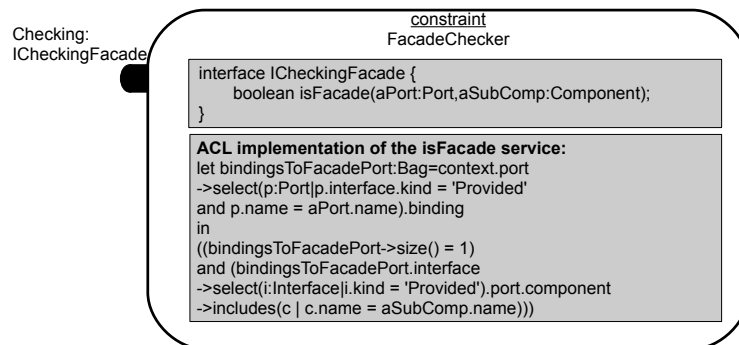 Checking:
ICheckingFacade
constraint
FacadeChecker
interface ICheckingFacade {
boolean isFacade(aPort:Port,aSubComp:Component);
}
ACL implementation of the isFacade service:
let bindingsToFacadePort:Bag=context.port
->select(p:Port|p.interface.kind = 'Provided'
and p.name = aPort.name).binding
in
((bindingsToFacadePort->size() = 1)
and (bindingsToFacadePort.interface
->select(i:Interface|i.kind = 'Provided').port.component
->includes(c | c.name = aSubComp.name)))